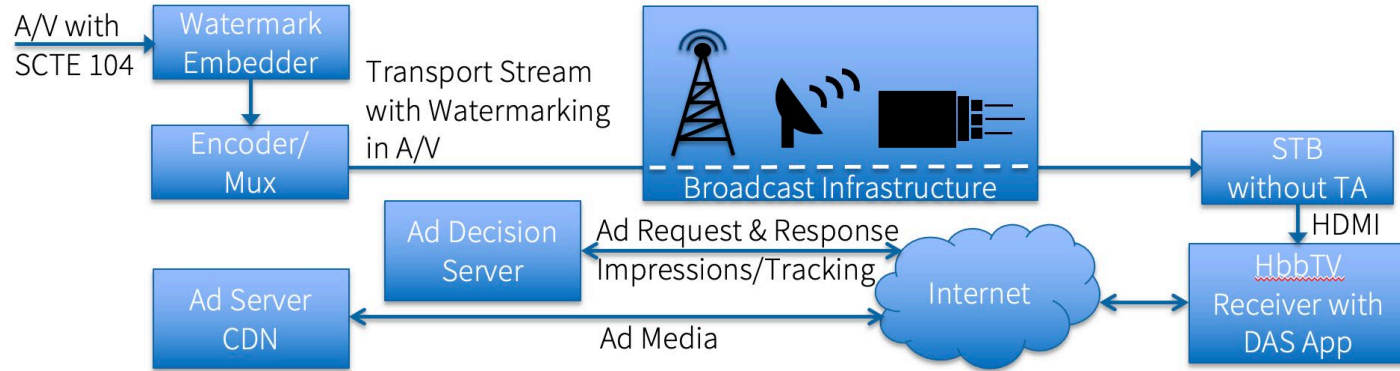 A/V with
SCTE 104
Watermark
Embedder
Encoder/
Mux
Transport Stream
with Watermarking
in A/V
Broadcast Infrastructure
STB
without TA
HDMI
HbbTV
Receiver with
DAS App
Internet
Ad Decision
Server
Ad Request & Response
Impressions/Tracking
Ad Server
CDN
Ad Media